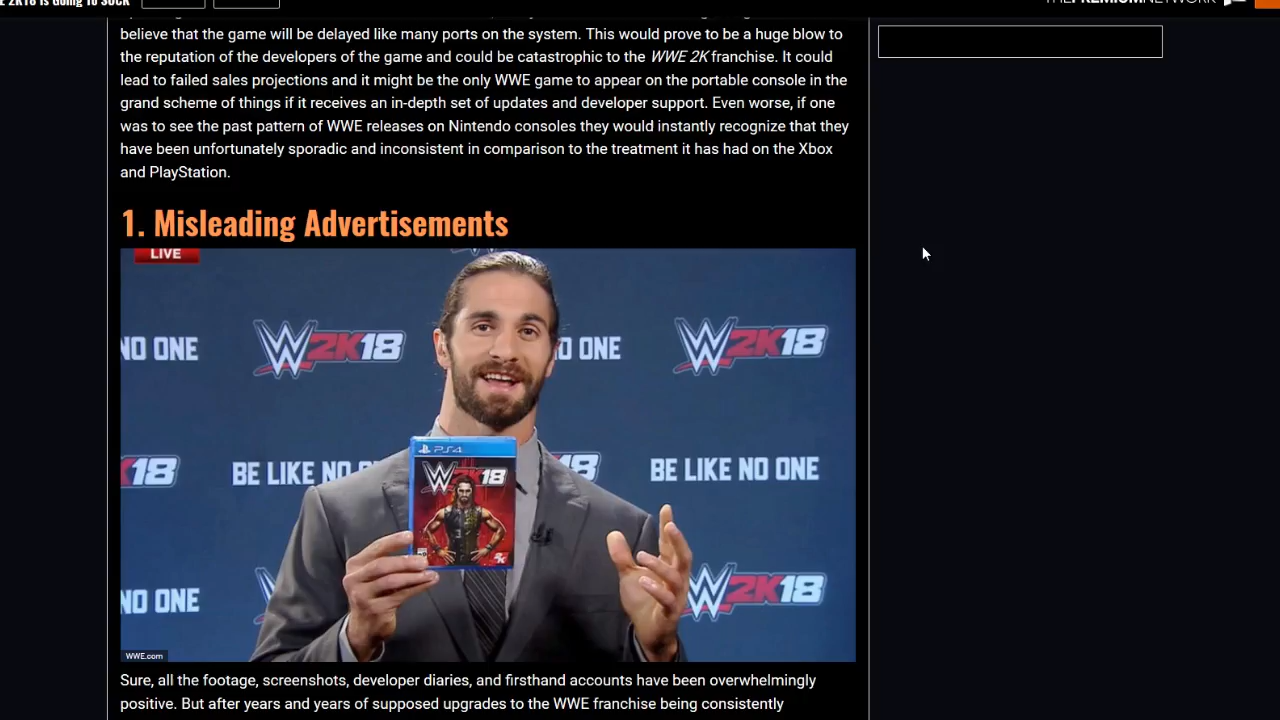 2K18 Is Going To SUCK
THEPREMIUMNETWORK
believe that the game will be delayed like many ports on the system. This would prove to be a huge blow to
the reputation of the developers of the game and could be catastrophic to the WWE 2K franchise. It could
lead to failed sales projections and it might be the only WWE game to appear on the portable console in the
grand scheme of things if it receives an in-depth set of updates and developer support. Even worse, if one
was to see the past pattern of WWE releases on Nintendo consoles they would instantly recognize that they
have been unfortunately sporadic and inconsistent in comparison to the treatment it has had on the Xbox
and PlayStation.
1. Misleading Advertisements
LIVE
NO ONE
W2K18
O ONE
W2K18
PS4
W2K18
2K
K18
BE LIKE NO O
18
BE LIKE NO ONE
NO ONE
W2K18
WWE.com
Sure, all the footage, screenshots, developer diaries, and firsthand accounts have been overwhelmingly
positive. But after years and years of supposed upgrades to the WWE franchise being consistently